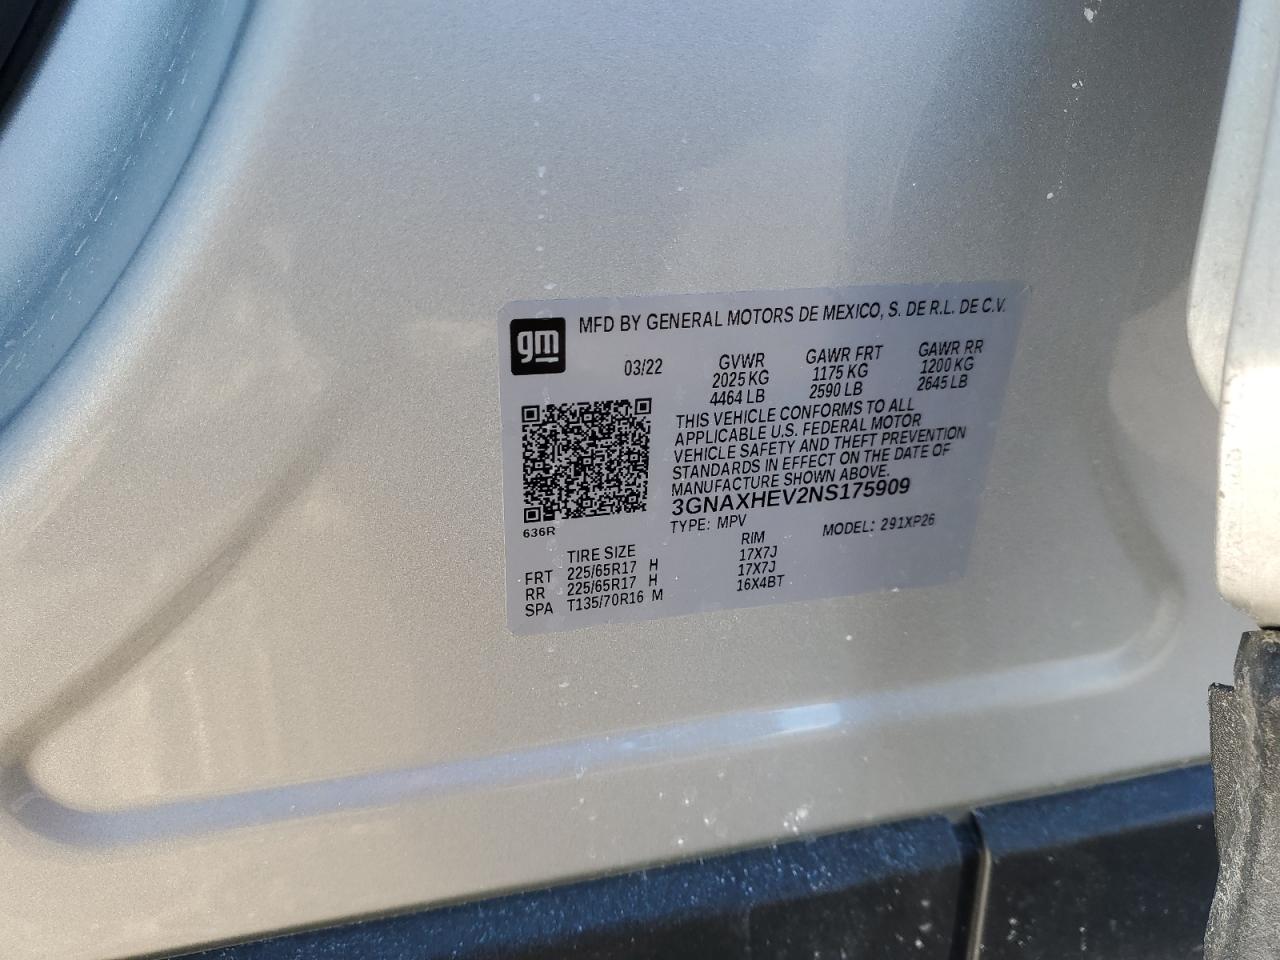 gm
MFD BY GENERAL MOTORS DE MEXICO, S. DE R.L. DE C.V.
03/22
GVWR
2025 KG
4464 LB
GAWR FRT
1175 KG
2590 LB
GAWR RR
1200 KG
2645 LB
THIS VEHICLE CONFORMS TO ALL
APPLICABLE U.S. FEDERAL MOTOR
VEHICLE SAFETY AND THEFT PREVENTION
STANDARDS IN EFFECT ON THE DATE OF
MANUFACTURE SHOWN ABOVE.
3GNAXHEV2NS175909
TYPE: MPV
MODEL: 291XP26
636R
TIRE SIZE RIM
FRT 225/65R17 H 17X7J
RR 225/65R17 H 17X7J
SPA T135/70R16 M 16X4BT